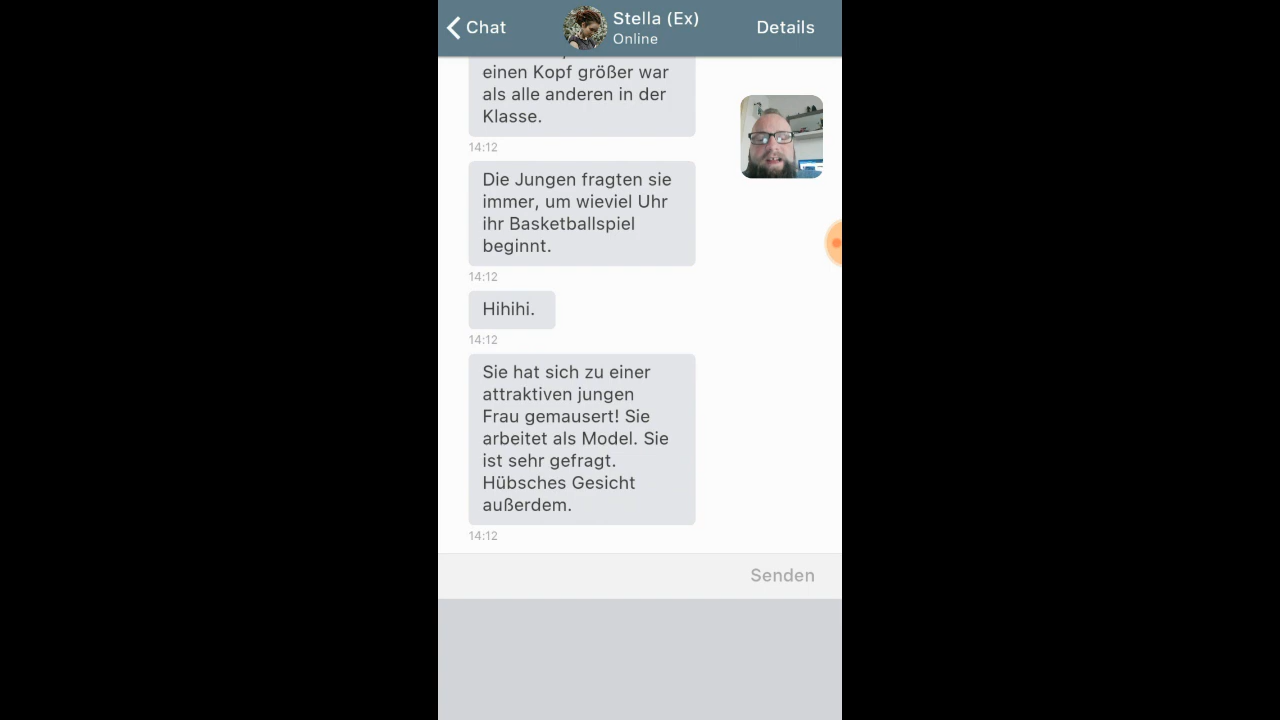 Chat
Stella (Ex)
Online
Details
einen Kopf größer war
als alle anderen in der
Klasse.
14:12
Die Jungen fragten sie
immer, um wieviel Uhr
ihr Basketballspiel
beginnt.
14:12
Hihihi.
14:12
Sie hat sich zu einer
attraktiven jungen
Frau gemausert! Sie
arbeitet als Model. Sie
ist sehr gefragt.
Hübsches Gesicht
außerdem.
14:12
Senden